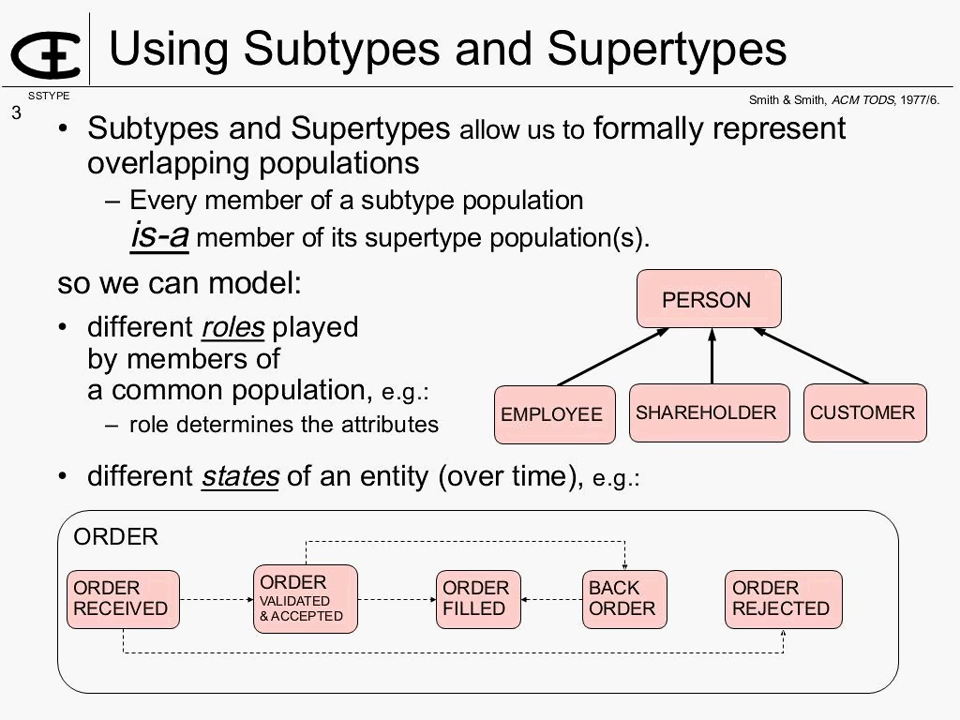 Using Subtypes and Supertypes
SSTYPE
Smith & Smith, ACM TODS, 1977/6.
3
• Subtypes and Supertypes allow us to formally represent
overlapping populations
– Every member of a subtype population
is-a member of its supertype population(s).
so we can model:
• different roles played
by members of
a common population, e.g.:
– role determines the attributes
PERSON
EMPLOYEE
SHAREHOLDER
CUSTOMER
• different states of an entity (over time), e.g.:
ORDER
ORDER
RECEIVED
ORDER
VALIDATED
& ACCEPTED
ORDER
FILLED
BACK
ORDER
ORDER
REJECTED